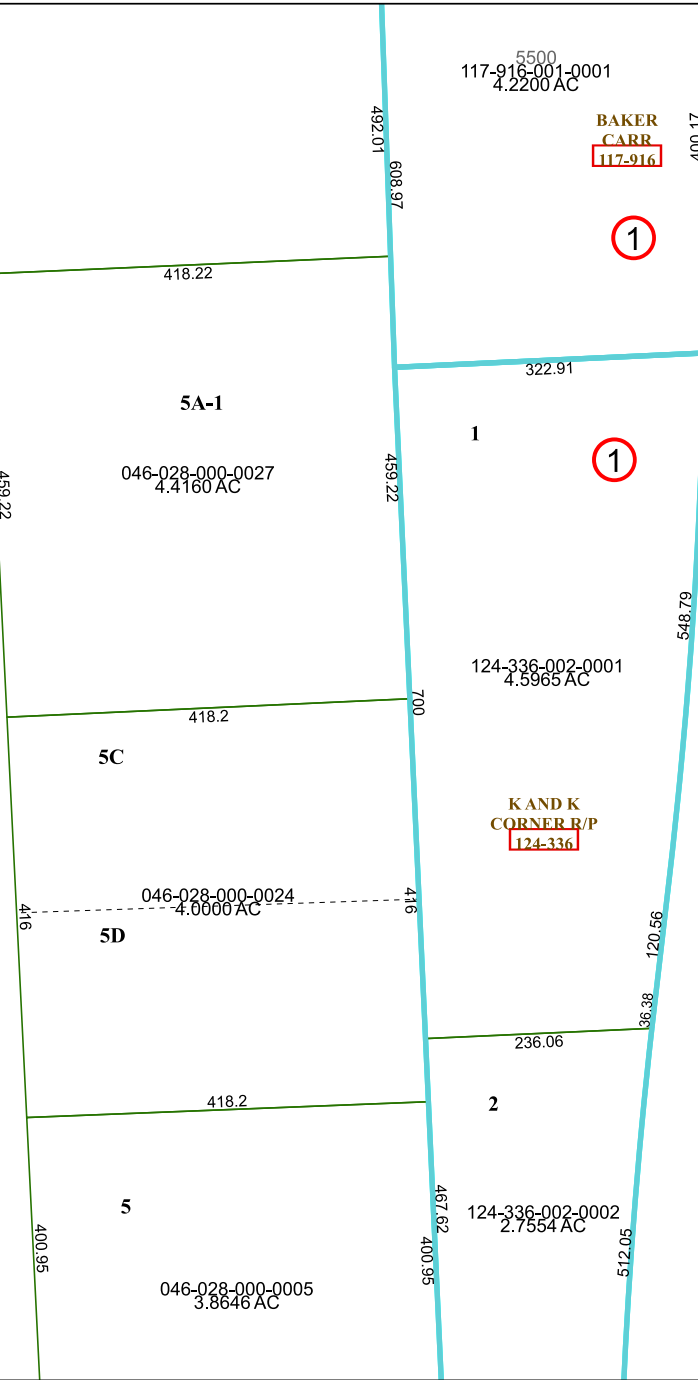 5500
117-916-001-0001
4.2200 AC
BAKER
CARR
117-916
400.17
492.01
608.97
1
418.22
322.91
5A-1
1
1
046-028-000-0027
4.4160 AC
459.22
459.22
548.79
124-336-002-0001
4.5965 AC
700
418.2
5C
K AND K
CORNER R/P
124-336
046-028-000-0024
4.0000 AC
416
416
5D
120.56
36.38
236.06
418.2
2
5
467.62
124-336-002-0002
2.7554 AC
400.95
400.95
512.05
046-028-000-0005
3.8646 AC